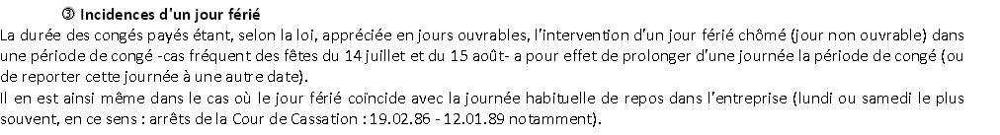 ③ Incidences d'un jour férié
La durée des congés payés étant, selon la loi, appréciée en jours ouvrables, l'intervention d'un jour férié chômé (jour non ouvrable) dans
une période de congé -cas fréquent des fêtes du 14 juillet et du 15 août- a pour effet de prolonger d'une journée la période de congé (ou
de reporter cette journée à une autre date).
Il en est ainsi même dans le cas où le jour férié coïncide avec la journée habituelle de repos dans l'entreprise (lundi ou samedi le plus
souvent, en ce sens : arrêts de la Cour de Cassation : 19.02.86 - 12.01.89 notamment).